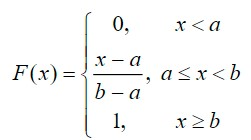 0, x < a
F(x) = { x − a / b − a, a ≤ x < b
1, x ≥ b